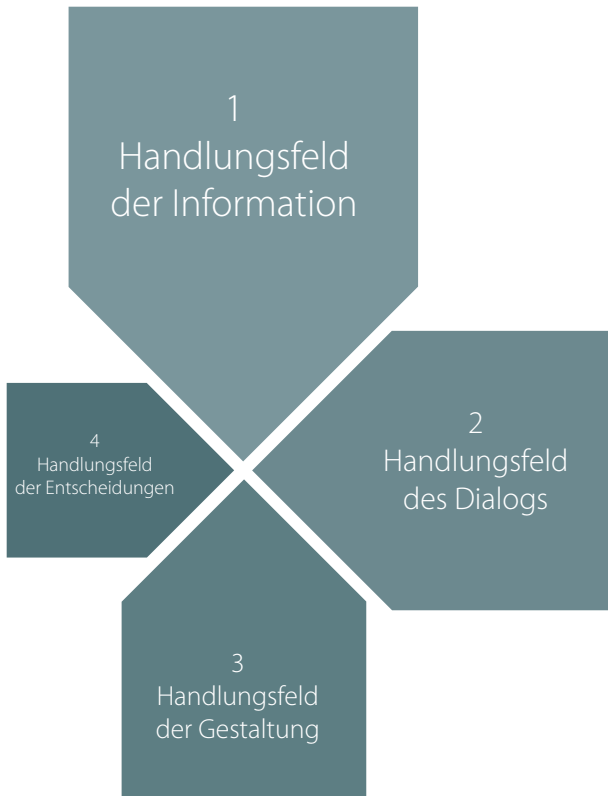 1
Handlungsfeld
der Information
2
Handlungsfeld
des Dialogs
3
Handlungsfeld
der Gestaltung
4
Handlungsfeld
der Entscheidungen